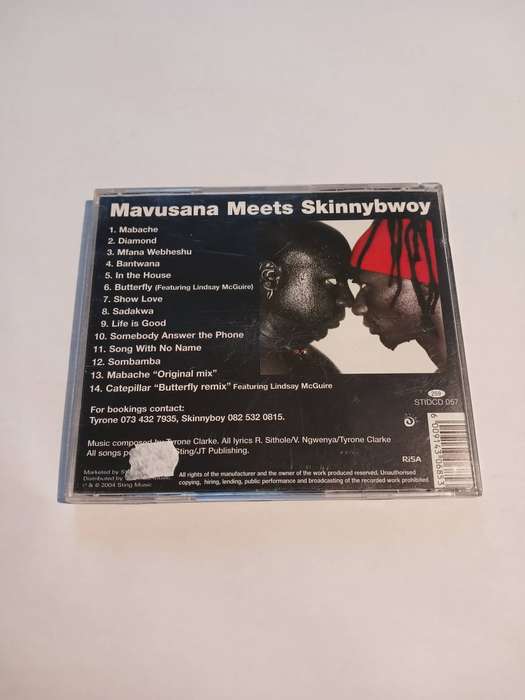 Mavusana Meets Skinnybwoy
1. Mabache
2. Diamond
3. Mfana Webheshu
4. Bantwana
5. In the House
6. Butterfly (Featuring Lindsay McGuire)
7. Show Love
8. Sadakwa
9. Life is Good
10. Somebody Answer the Phone
11. Song With No Name
12. Sombamba
13. Mabache “Original mix”
14. Catepillar “Butterfly remix” Featuring Lindsay McGuire
For bookings contact:
Tyrone 073 432 7935, Skinnyboy 082 532 0815.
Music composed by Tyrone Clarke. All lyrics R. Sithole/V. Ngwenya/Tyrone Clarke
All songs Sting/JT Publishing.
Marketed by
Distributed by
℗ & © 2004 Sting Music
All rights of the manufacturer and the owner of the work produced reserved. Unauthorised
copying, hiring, lending, public performance and broadcasting of the recorded work prohibited
RiSA
STIDCD 057
6 009143 06853